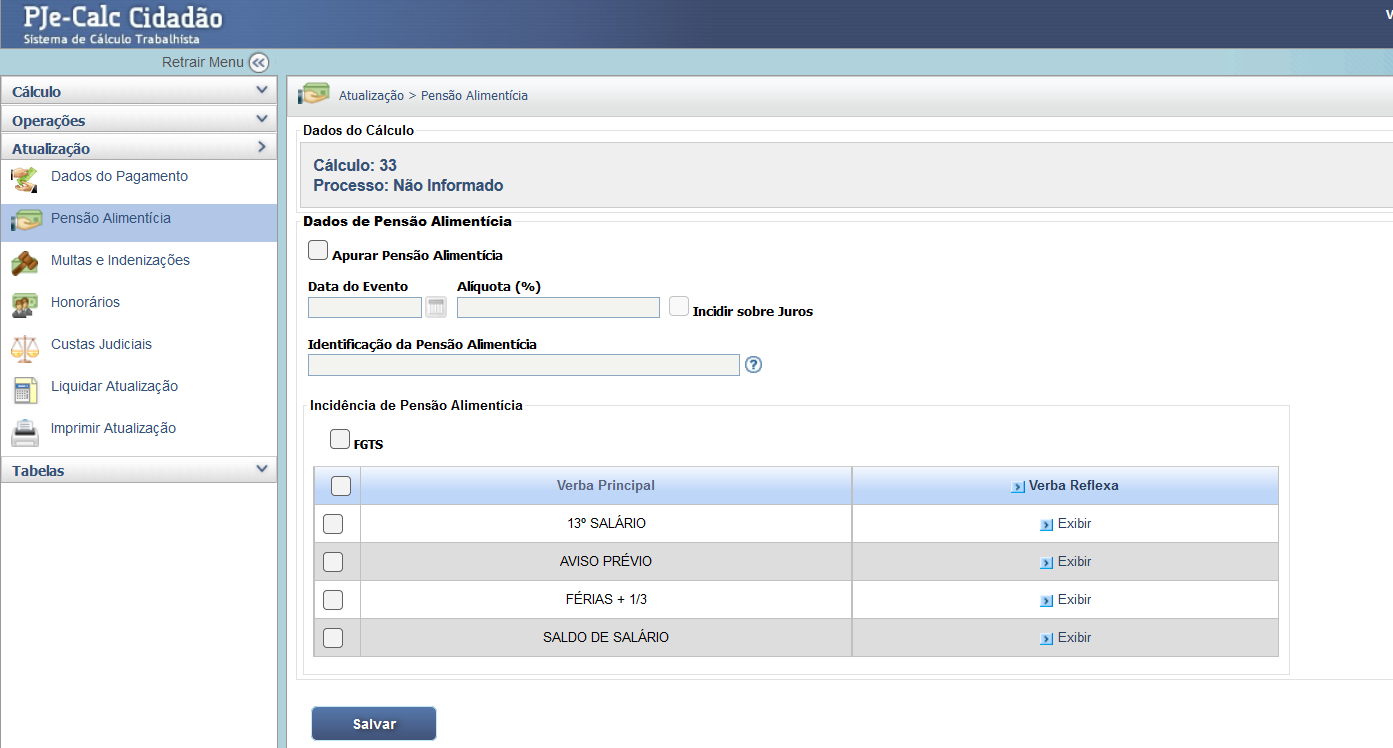 PJe-Calc Cidadão
Sistema de Cálculo Trabalhista
Retrair Menu
Cálculo
Operações
Atualização
Dados do Pagamento
Pensão Alimentícia
Multas e Indenizações
Honorários
Custas Judiciais
Liquidar Atualização
Imprimir Atualização
Tabelas
Atualização > Pensão Alimentícia
Dados do Cálculo
Cálculo: 33
Processo: Não Informado
Dados de Pensão Alimentícia
Apurar Pensão Alimentícia
Data do Evento Alíquota (%)
Incidir sobre Juros
Identificação da Pensão Alimentícia
?
Incidência de Pensão Alimentícia
FGTS
Verba Principal Verba Reflexa
13º SALÁRIO Exibir
AVISO PRÉVIO Exibir
FÉRIAS + 1/3 Exibir
SALDO DE SALÁRIO Exibir
Salvar